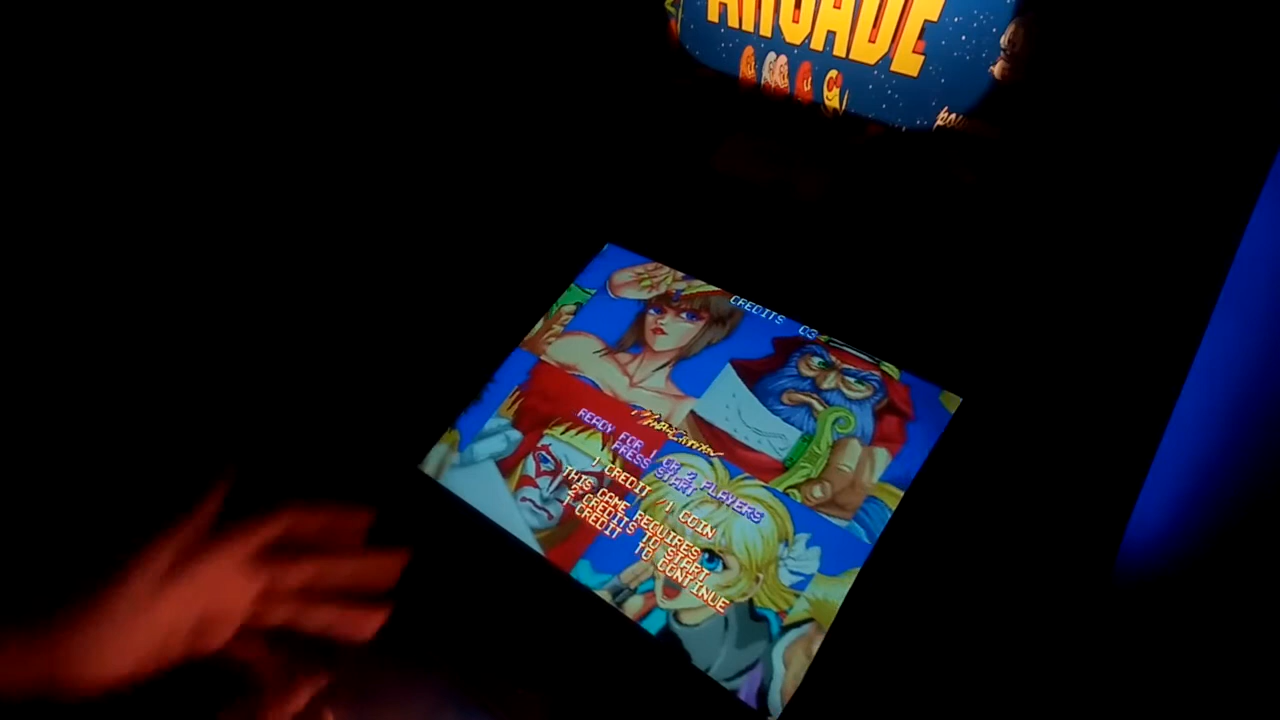 ARCADE
CREDITS 03
READY FOR 1 OR 2 PLAYERS
PRESS START
1 CREDIT /1 COIN
THIS GAME REQUIRES
2 CREDITS TO START
1 CREDIT TO CONTINUE